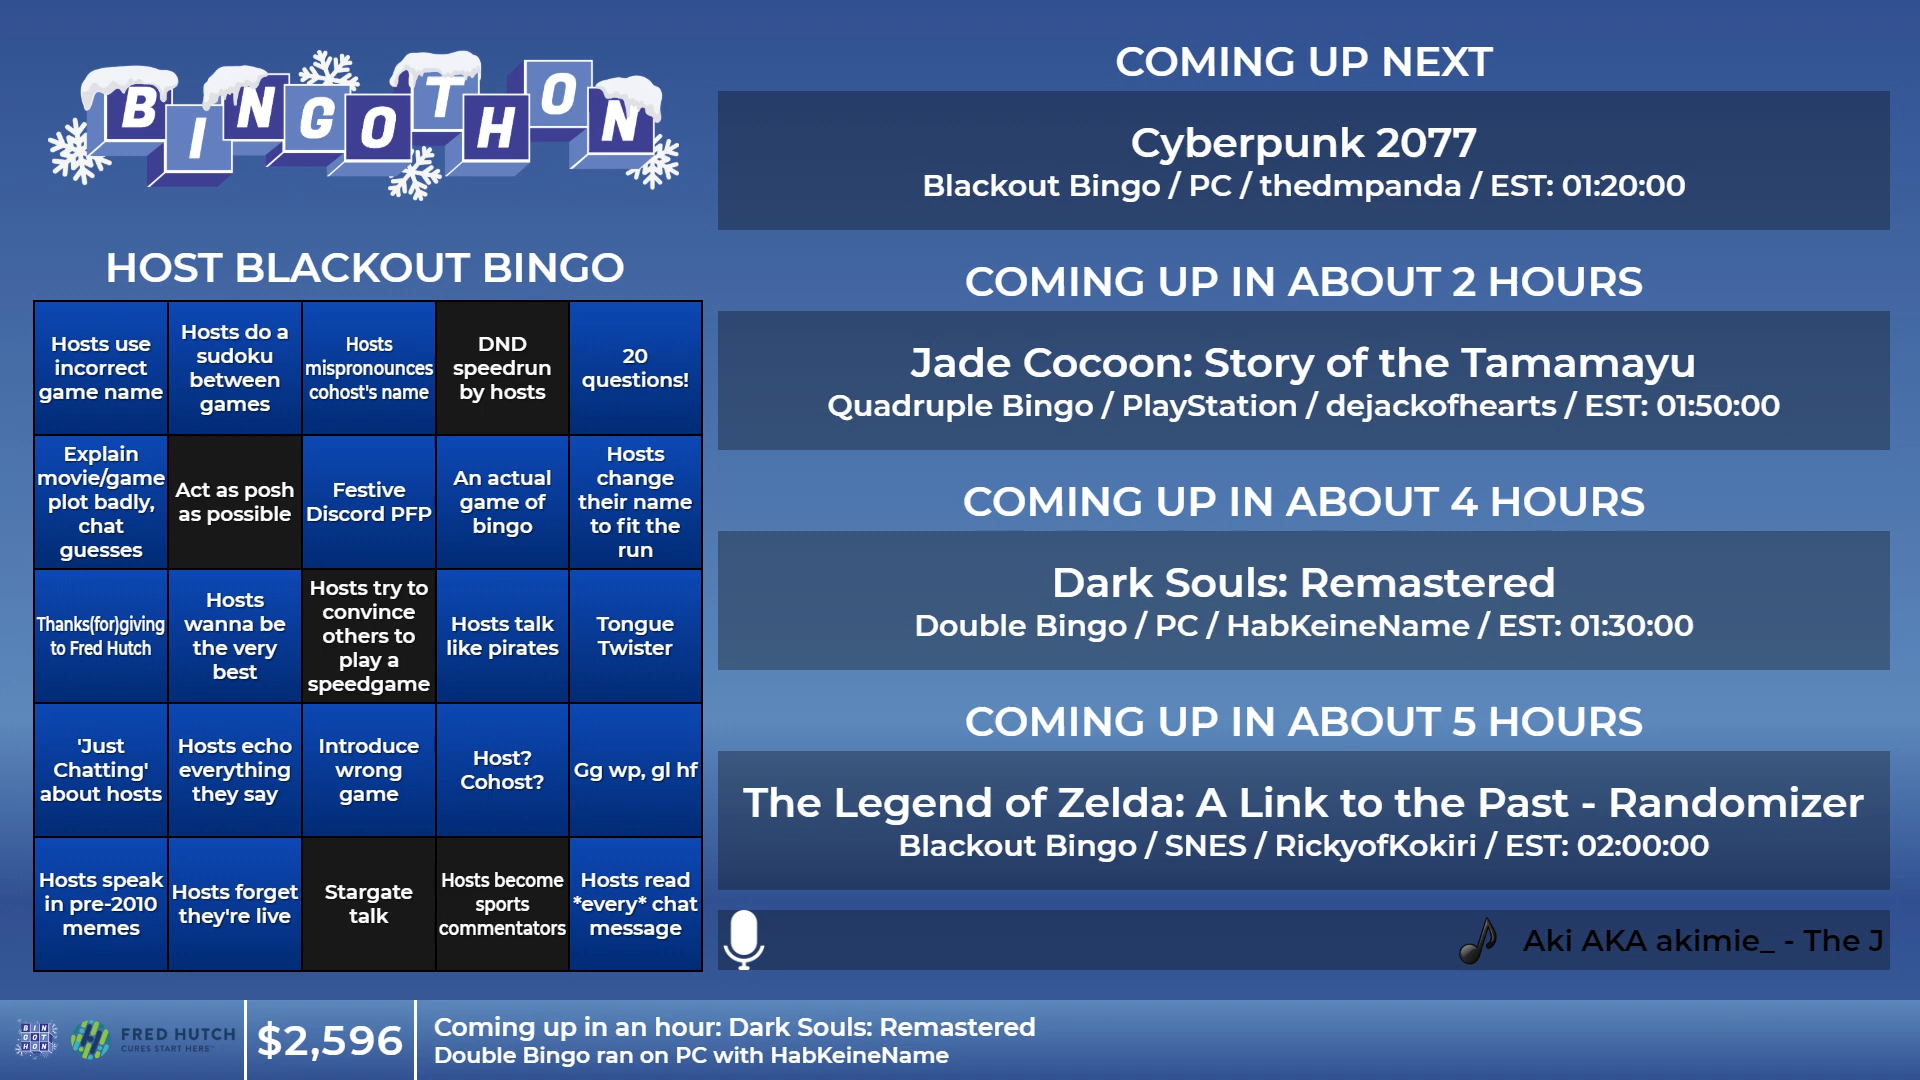 BINGOTHON
HOST BLACKOUT BINGO
Hosts use
incorrect
game name
Hosts do a
sudoku
between
games
Hosts
mispronounces
cohost's name
DND
speedrun
by hosts
20
questions!
Explain
movie/game
plot badly,
chat
guesses
Act as posh
as possible
Festive
Discord PFP
An actual
game of
bingo
Hosts
change
their name
to fit the
run
Thanks(for)giving
to Fred Hutch
Hosts
wanna be
the very
best
Hosts try to
convince
others to
play a
speedgame
Hosts talk
like pirates
Tongue
Twister
'Just
Chatting'
about hosts
Hosts echo
everything
they say
Introduce
wrong
game
Host?
Cohost?
Gg wp, gl hf
Hosts speak
in pre-2010
memes
Hosts forget
they're live
Stargate
talk
Hosts become
sports
commentators
Hosts read
*every* chat
message
COMING UP NEXT
Cyberpunk 2077
Blackout Bingo / PC / thedmpanda / EST: 01:20:00
COMING UP IN ABOUT 2 HOURS
Jade Cocoon: Story of the Tamamayu
Quadruple Bingo / PlayStation / dejackofhearts / EST: 01:50:00
COMING UP IN ABOUT 4 HOURS
Dark Souls: Remastered
Double Bingo / PC / HabKeineName / EST: 01:30:00
COMING UP IN ABOUT 5 HOURS
The Legend of Zelda: A Link to the Past - Randomizer
Blackout Bingo / SNES / RickyofKokiri / EST: 02:00:00
Aki AKA akimie_ - The J
BIN
GOT
HON
FRED HUTCH
CURES START HERE™
$2,596
Coming up in an hour: Dark Souls: Remastered
Double Bingo ran on PC with HabKeineName